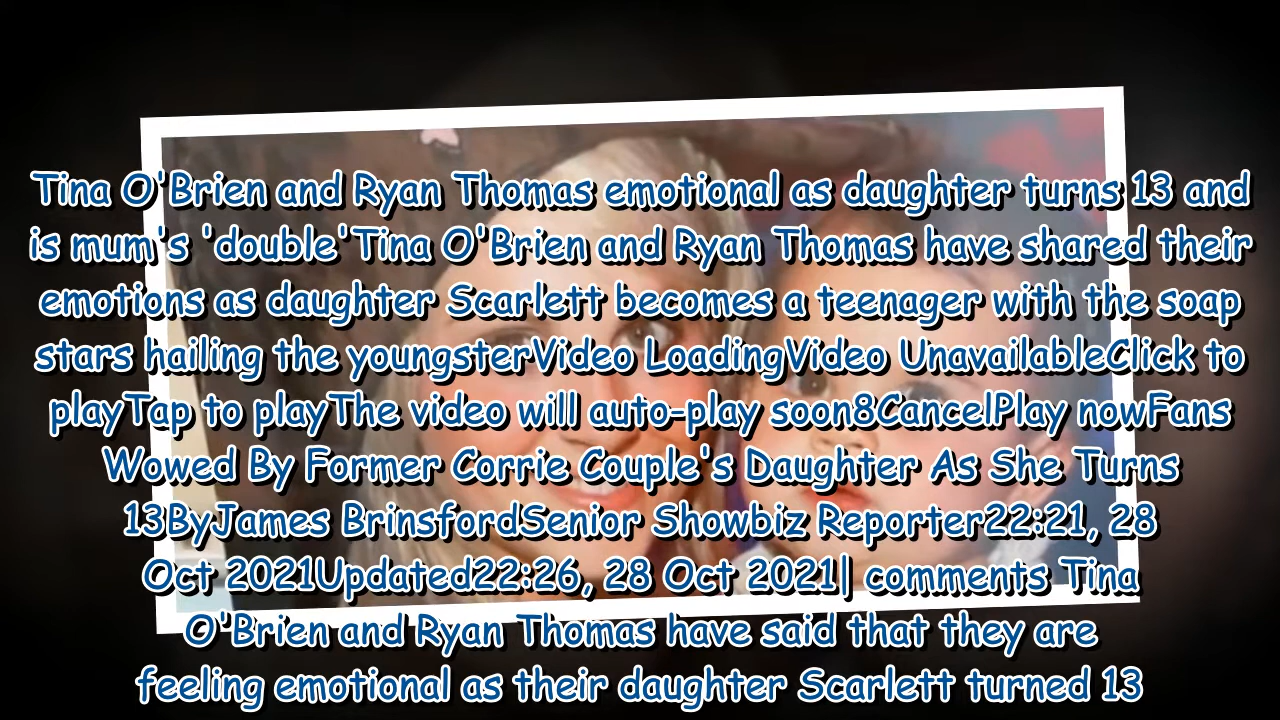 Tina O'Brien and Ryan Thomas emotional as daughter turns 13 and
is mum's 'double'Tina O'Brien and Ryan Thomas have shared their
emotions as daughter Scarlett becomes a teenager with the soap
stars hailing the youngsterVideo LoadingVideo UnavailableClick to
playTap to playThe video will auto-play soon8CancelPlay nowFans
Wowed By Former Corrie Couple's Daughter As She Turns
13ByJames BrinsfordSenior Showbiz Reporter22:21, 28
Oct 2021Updated22:26, 28 Oct 2021| comments Tina
O'Brien and Ryan Thomas have said that they are
feeling emotional as their daughter Scarlett turned 13